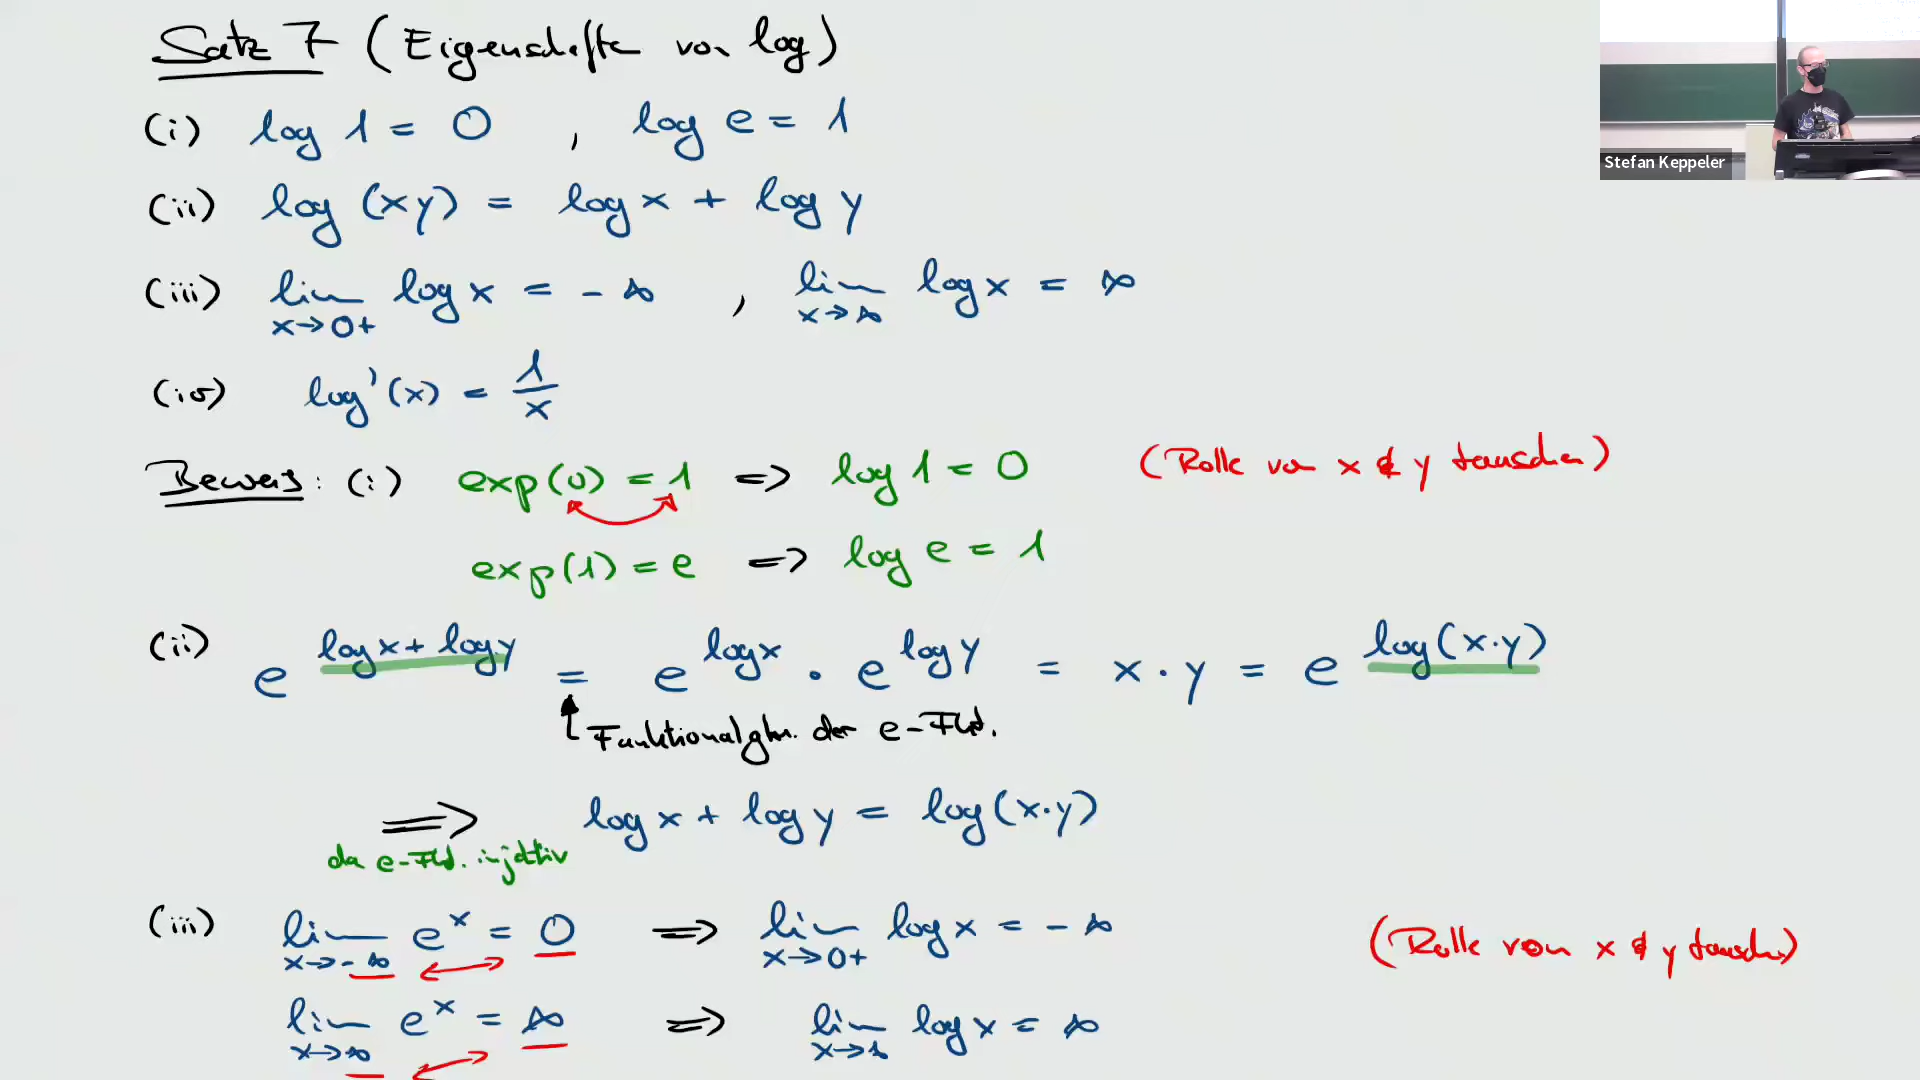 Satz 7 (Eigenschaften von log)
Stefan Keppeler
(i) log 1 = 0 , log e = 1
(ii) log (xy) = log x + log y
(iii) lim x→0+ log x = -∞ , lim x→∞ log x = ∞
(iv) log'(x) = 1/x
Beweis: (i) exp(0) = 1 => log 1 = 0 (Rolle von x & y tauschen)
exp(1) = e => log e = 1
(ii) e^(log x + log y) = e^(log x) · e^(log y) = x · y = e^(log(x·y))
Funktionalgln. der e-Fkt.
=> log x + log y = log(x·y)
da e-Fkt. injektiv
(iii) lim x→-∞ e^x = 0 => lim x→0+ log x = -∞ (Rolle von x & y tauschen)
lim x→∞ e^x = ∞ => lim x→∞ log x = ∞